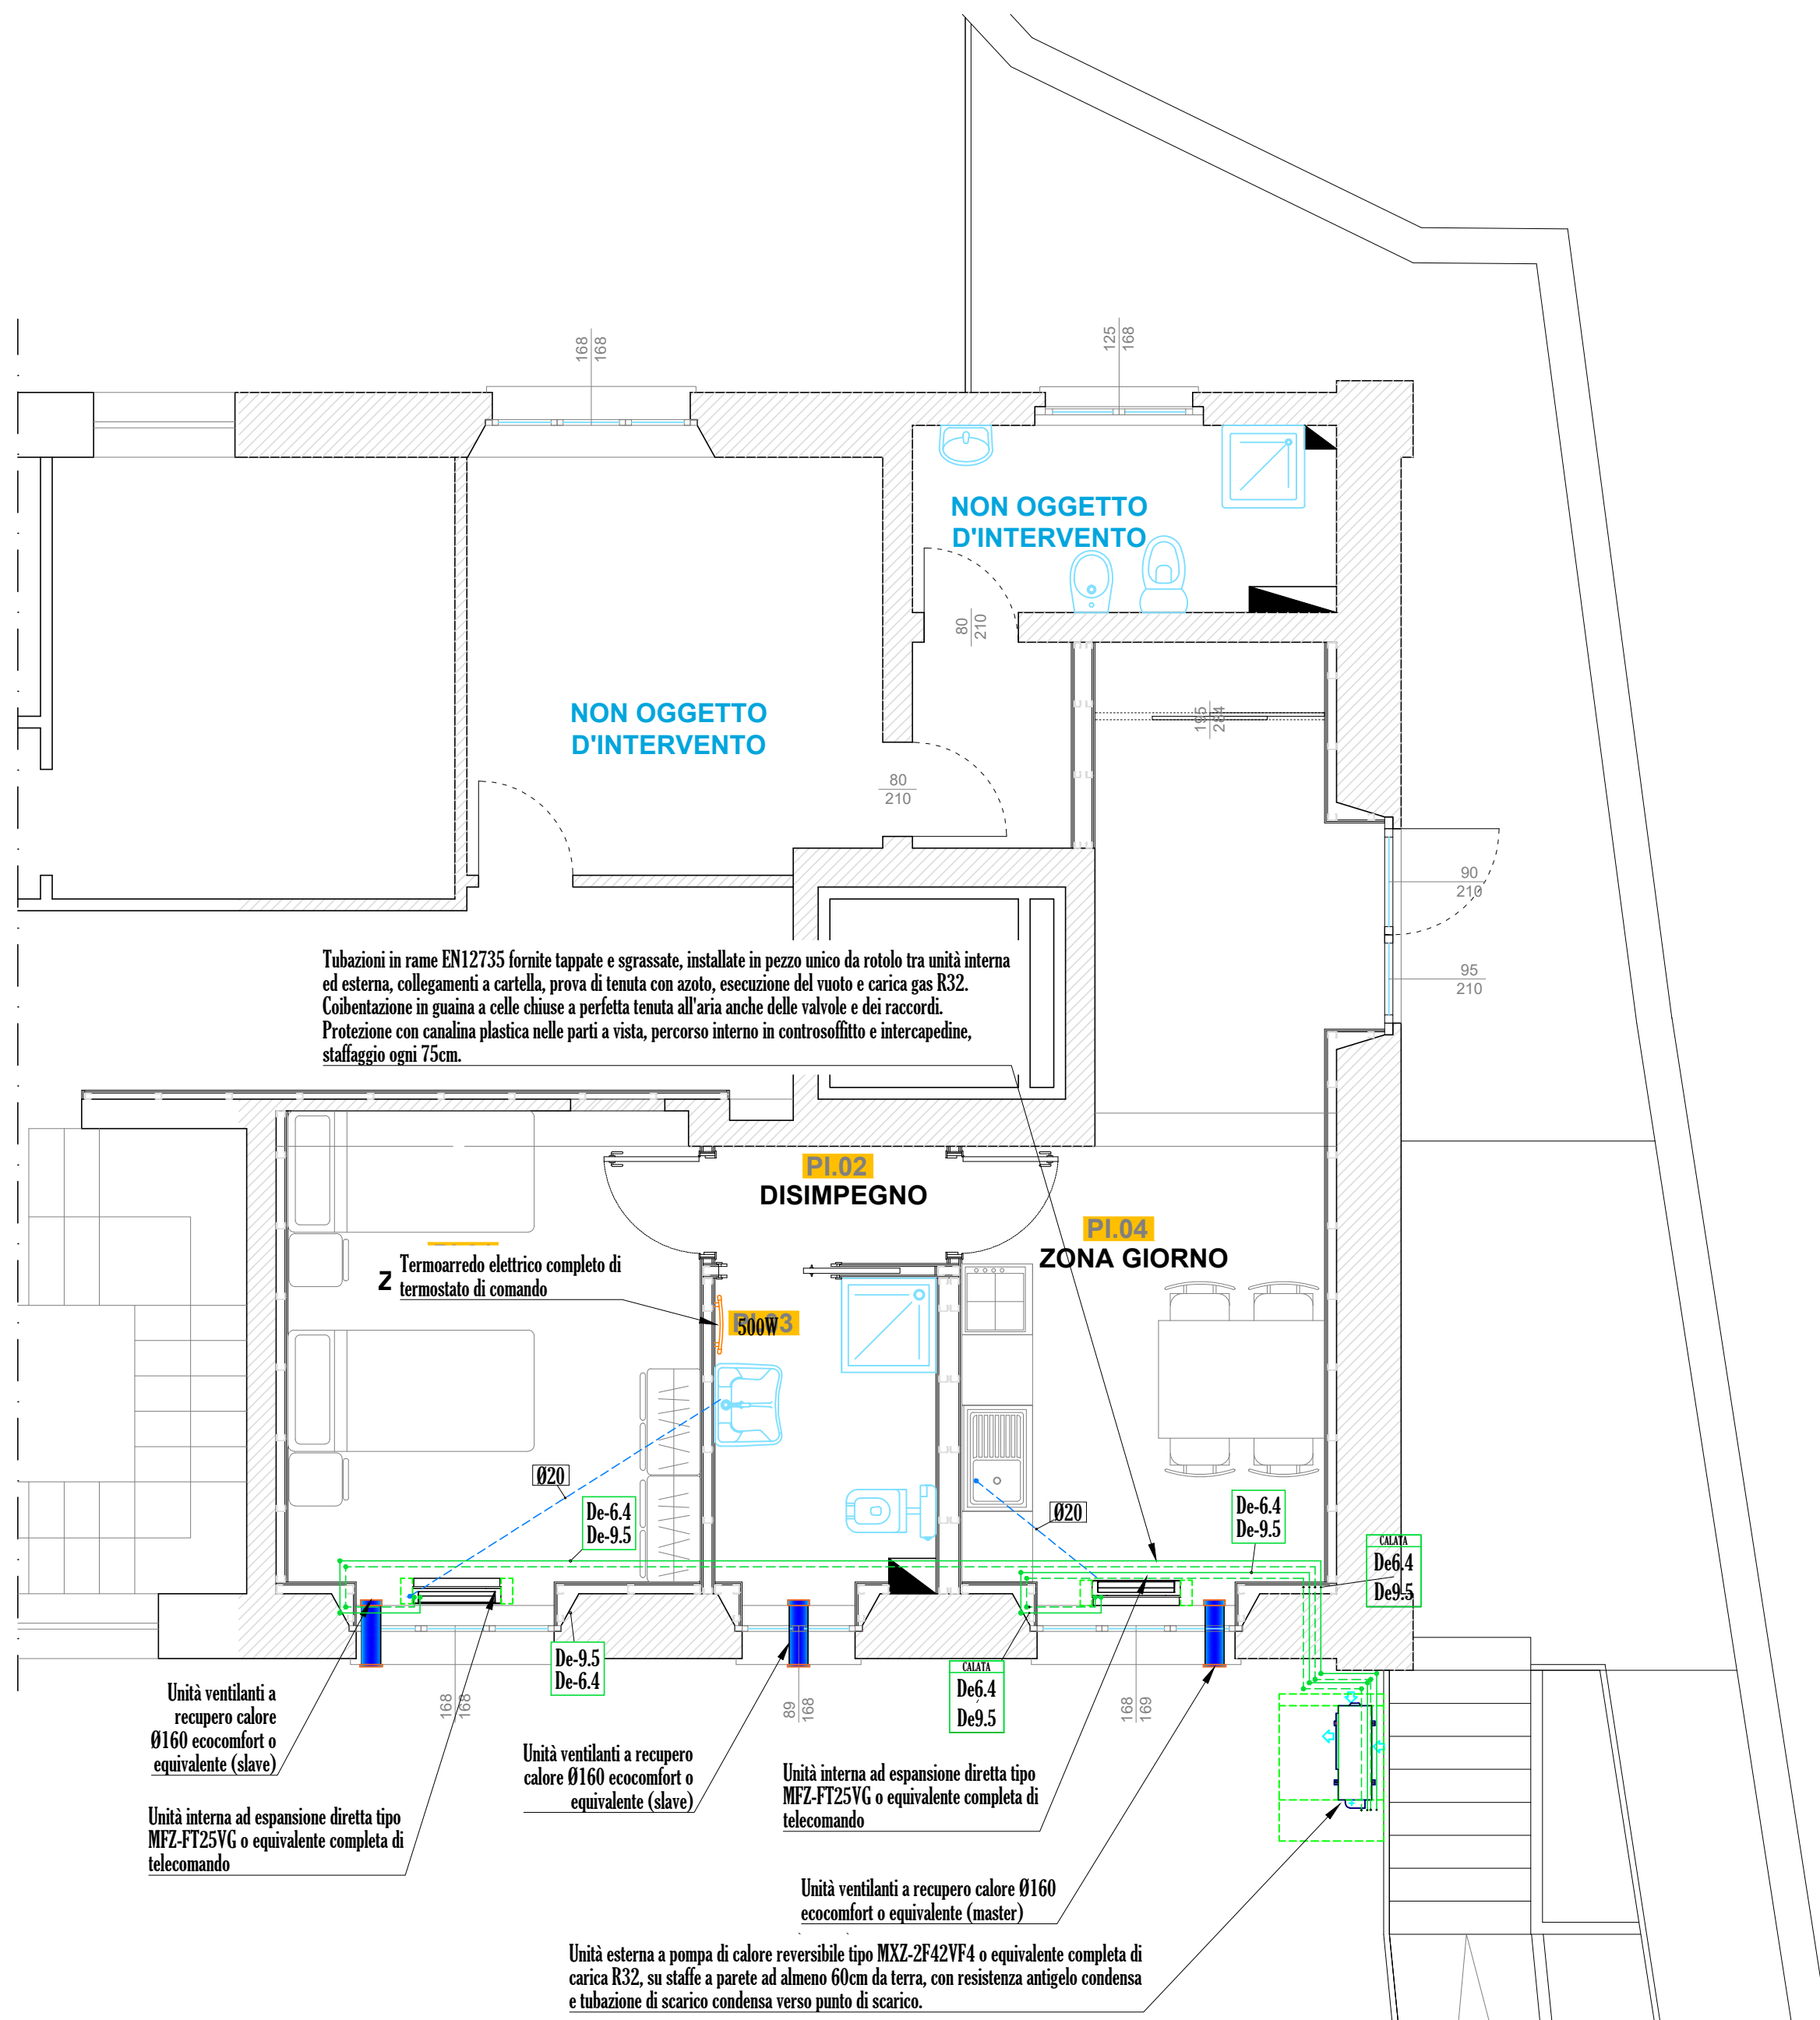 168
168
125
168
NON OGGETTO
D'INTERVENTO
80
210
NON OGGETTO
D'INTERVENTO
195
284
80
210
90
210
95
210
Tubazioni in rame EN12735 fornite tappate e sgrassate, installate in pezzo unico da rotolo tra unità interna
ed esterna, collegamenti a cartella, prova di tenuta con azoto, esecuzione del vuoto e carica gas R32.
Coibentazione in guaina a celle chiuse a perfetta tenuta all'aria anche delle valvole e dei raccordi.
Protezione con canalina plastica nelle parti a vista, percorso interno in controsoffitto e intercapedine,
staffaggio ogni 75cm.
PI.02
DISIMPEGNO
PI.04
ZONA GIORNO
Z
Termoarredo elettrico completo di
termostato di comando
PI.03
500W
Ø20
De-6.4
De-9.5
Ø20
De-6.4
De-9.5
CALATA
De6.4
De9.5
De-9.5
De-6.4
CALATA
De6.4
De9.5
168
168
89
168
168
169
Unità ventilanti a
recupero calore
Ø160 ecocomfort o
equivalente (slave)
Unità ventilanti a recupero
calore Ø160 ecocomfort o
equivalente (slave)
Unità interna ad espansione diretta tipo
MFZ-FT25VG o equivalente completa di
telecomando
Unità interna ad espansione diretta tipo
MFZ-FT25VG o equivalente completa di
telecomando
Unità ventilanti a recupero calore Ø160
ecocomfort o equivalente (master)
Unità esterna a pompa di calore reversibile tipo MXZ-2F42VF4 o equivalente completa di
carica R32, su staffe a parete ad almeno 60cm da terra, con resistenza antigelo condensa
e tubazione di scarico condensa verso punto di scarico.